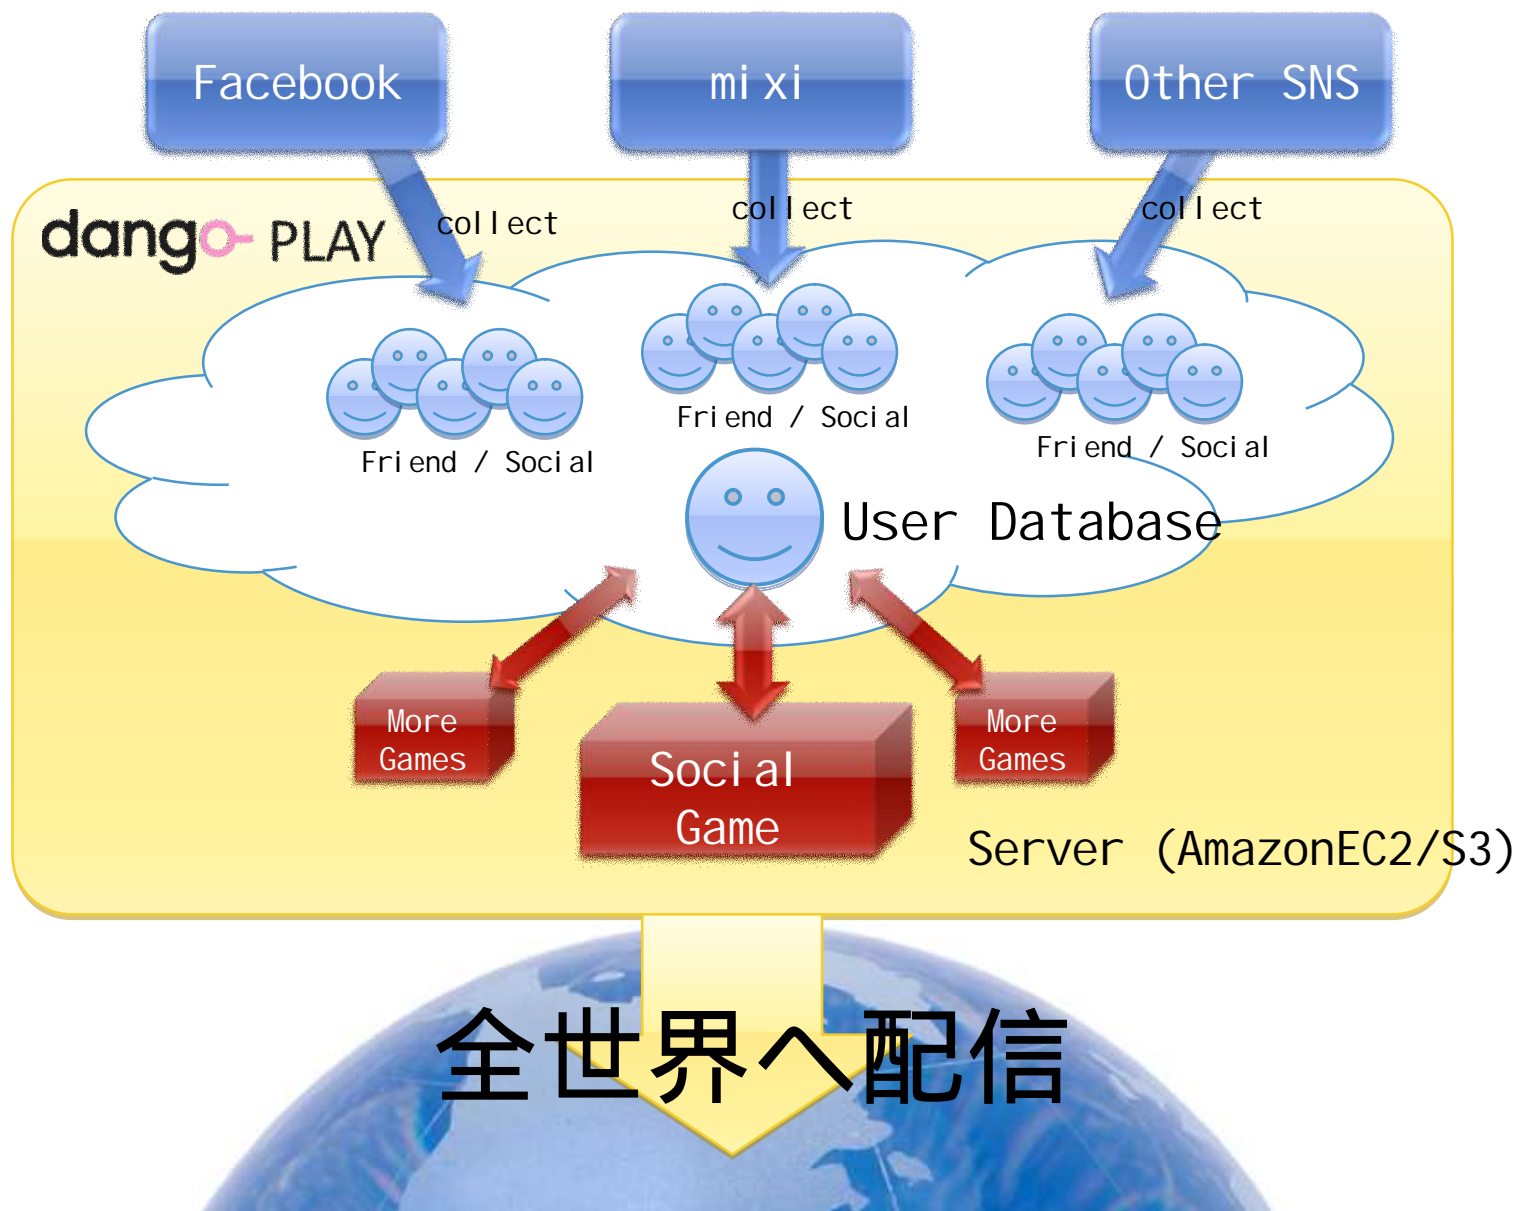 Facebook
mixi
Other SNS
dango PLAY
collect
collect
collect
Friend / Social
Friend / Social
Friend / Social
User Database
More
Games
Social
Game
More
Games
Server (AmazonEC2/S3)
全世界へ配信